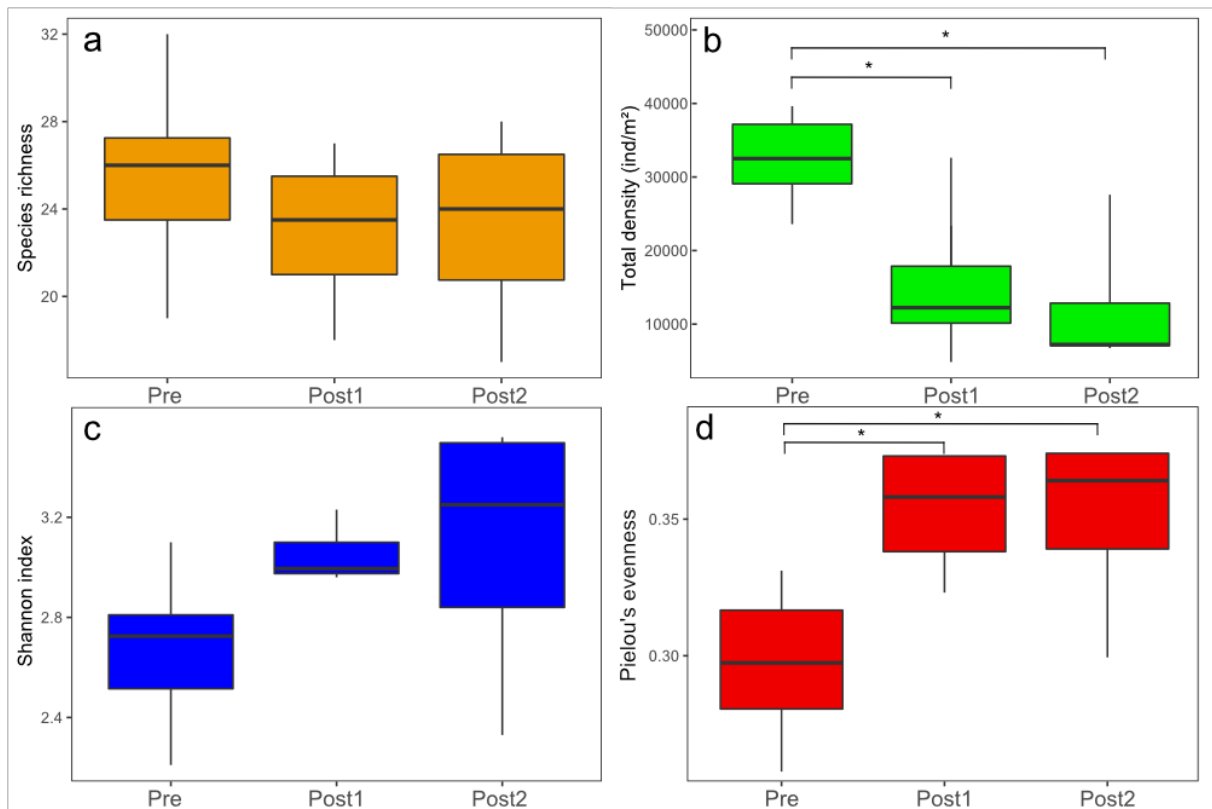 a
Species richness
32
28
24
20
Pre
Post1
Post2
b
Total density (ind/m²)
50000
40000
30000
20000
10000
*
*
Pre
Post1
Post2
c
Shannon index
3.2
2.8
2.4
Pre
Post1
Post2
d
Pielou's evenness
0.35
0.30
*
*
Pre
Post1
Post2